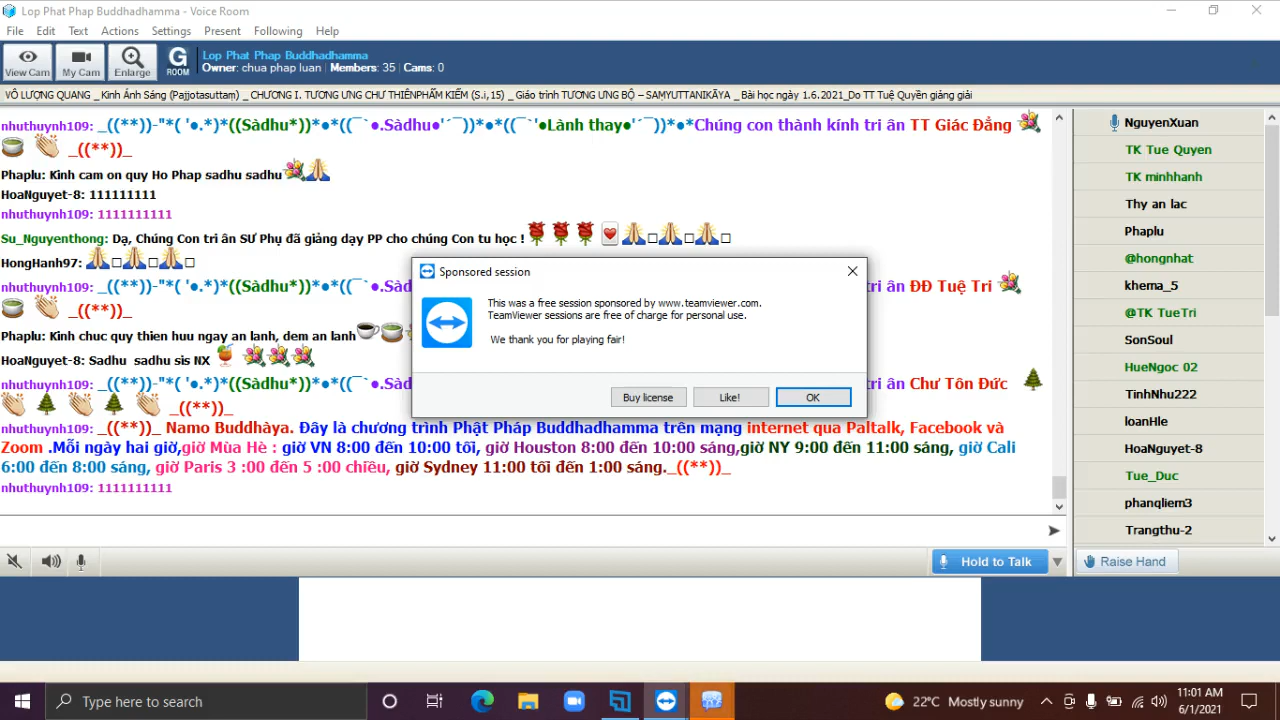 Lop Phat Phap Buddhadhamma - Voice Room
File Edit Text Actions Settings Present Following Help
View Cam My Cam Enlarge G ROOM
Lop Phat Phap Buddhadhamma
Owner: chua phap luan Members: 35 Cams: 0
VÔ LƯỢNG QUANG _Kinh Ánh Sáng (Pajjotasuttaṃ) _CHƯƠNG I. TƯƠNG ƯNG CHƯ THIÊNPHẨM KIẾM (S.i,15) _Giáo trình TƯƠNG ƯNG BỘ – SAṂYUTTANIKĀYA _Bài học ngày 1.6.2021_Do TT Tuệ Quyền giảng giải
nhuthuynh109: _((**))-"*( '●.*)*((Sàdhu*))*●*((¯`●.Sàdhu●'´¯))*●*((¯`'●Lành thay●'´¯))*●*Chúng con thành kính tri ân TT Giác Đẳng
_((**))_
Phaplu: Kinh cam on quy Ho Phap sadhu sadhu
HoaNguyet-8: 111111111
nhuthuynh109: 1111111111
Su_Nguyenthong: Dạ, Chúng Con tri ân SƯ Phụ đã giảng dạy PP cho chúng Con tu học !
HongHanh97:
nhuthuynh109: _((**))-"*( '●.*)*((Sàdhu*))*●*((¯`●.Sàd
tri ân ĐĐ Tuệ Tri
_((**))_
Phaplu: Kinh chuc quy thien huu ngay an lanh, dem an lanh
HoaNguyet-8: Sadhu sadhu sis NX
nhuthuynh109: _((**))-"*( '●.*)*((Sàdhu*))*●*((¯`●.Sàd
tri ân Chư Tôn Đức
_((**))_
nhuthuynh109: _((**))_ Namo Buddhàya. Đây là chương trình Phật Pháp Buddhadhamma trên mạng internet qua Paltalk, Facebook và
Zoom .Mỗi ngày hai giờ,giờ Mùa Hè : giờ VN 8:00 đến 10:00 tối, giờ Houston 8:00 đến 10:00 sáng,giờ NY 9:00 đến 11:00 sáng, giờ Cali
6:00 đến 8:00 sáng, giờ Paris 3 :00 đến 5 :00 chiều, giờ Sydney 11:00 tối đến 1:00 sáng._((**))_
nhuthuynh109: 1111111111
Sponsored session
This was a free session sponsored by www.teamviewer.com.
TeamViewer sessions are free of charge for personal use.
We thank you for playing fair!
Buy license Like! OK
NguyenXuan
TK Tue Quyen
TK minhhanh
Thy an lac
Phaplu
@hongnhat
khema_5
@TK TueTri
SonSoul
HueNgoc 02
TinhNhu222
loanHle
HoaNguyet-8
Tue_Duc
phanqliem3
Trangthu-2
Hold to Talk
Raise Hand
Type here to search
22°C Mostly sunny
11:01 AM
6/1/2021